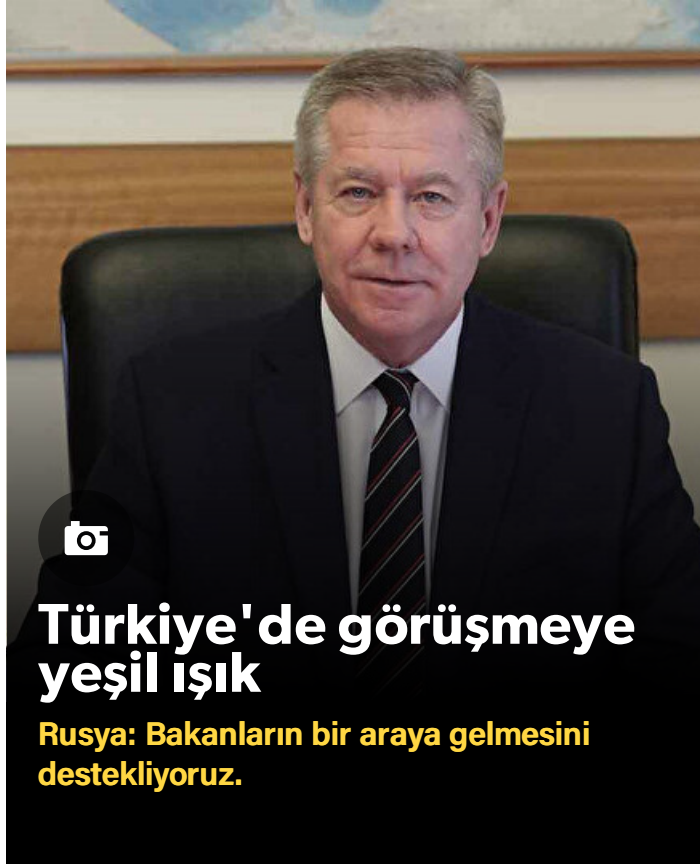 Türkiye'de görüşmeye
yeşil ışık
Rusya: Bakanların bir araya gelmesini
destekliyoruz.